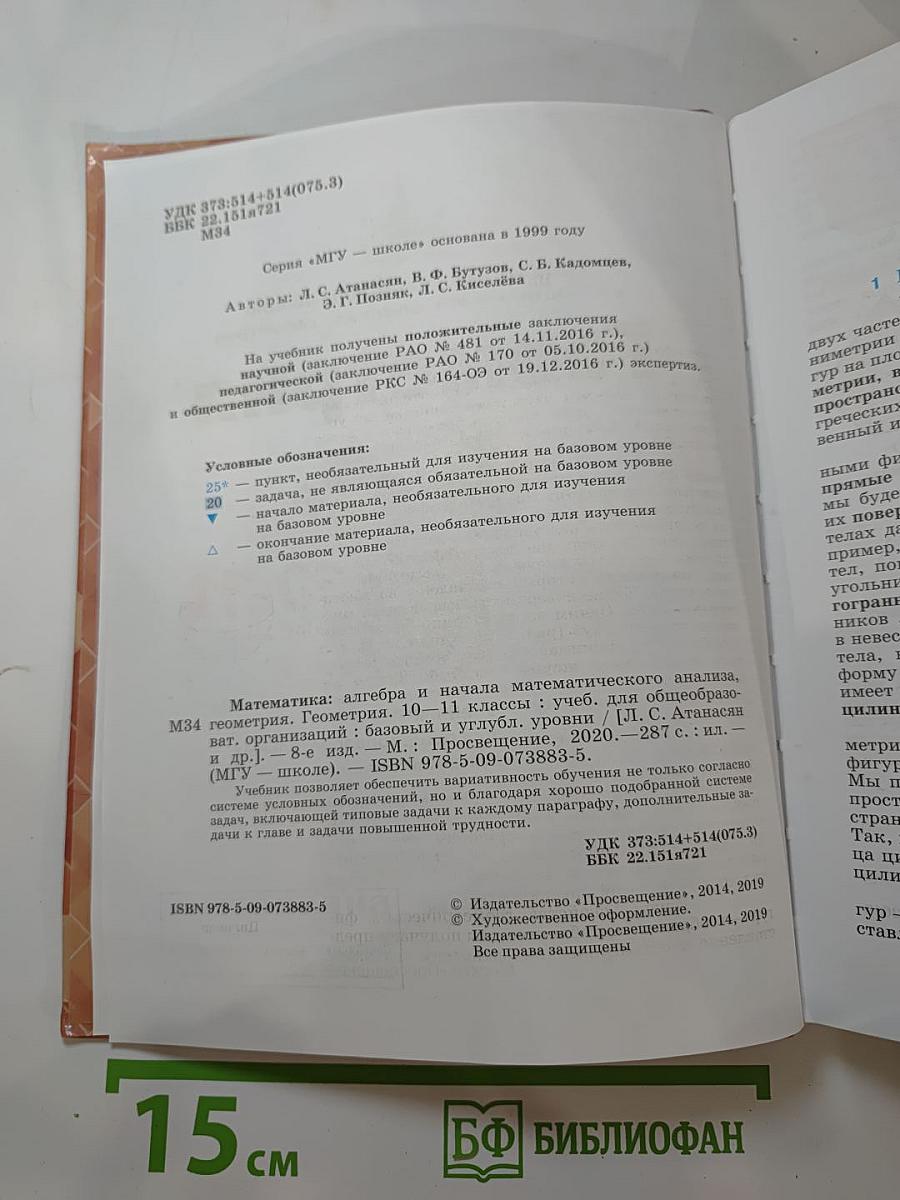 УДК 373:514+514(075.3)
ББК 22.151я721
М34
Серия «МГУ — школе» основана в 1999 году
Авторы: Л. С. Атанасян, В. Ф. Бутузов, С. Б. Кадомцев,
Э. Г. Позняк, Л. С. Киселёва
На учебник получены положительные заключения
научной (заключение РАО № 481 от 14.11.2016 г.),
педагогической (заключение РАО № 170 от 05.10.2016 г.)
и общественной (заключение РКС № 164-ОЭ от 19.12.2016 г.) экспертиз.
Условные обозначения:
25* — пункт, необязательный для изучения на базовом уровне
20 — задача, не являющаяся обязательной на базовом уровне
▼ — начало материала, необязательного для изучения
на базовом уровне
△ — окончание материала, необязательного для изучения
на базовом уровне
Математика: алгебра и начала математического анализа,
М34 геометрия. Геометрия. 10—11 классы : учеб. для общеобразо-
ват. организаций : базовый и углубл. уровни / [Л. С. Атанасян
и др.]. — 8-е изд. — М. : Просвещение, 2020.—287 с. : ил. —
(МГУ — школе). — ISBN 978-5-09-073883-5.
Учебник позволяет обеспечить вариативность обучения не только согласно
системе условных обозначений, но и благодаря хорошо подобранной системе
задач, включающей типовые задачи к каждому параграфу, дополнительные за-
дачи к главе и задачи повышенной трудности.
УДК 373:514+514(075.3)
ББК 22.151я721
ISBN 978-5-09-073883-5
© Издательство «Просвещение», 2014, 2019
© Художественное оформление.
Издательство «Просвещение», 2014, 2019
Все права защищены
1
двух часте
ниметрии
гур на пло
метрии, в
пространс
греческих
венный и
ными фи
прямые
мы буде
их повер
телах да
пример,
тел, по
угольни
гогранн
ников
в невес
тела,
форму
имеет
цилин
метри
фигур
Мы п
прост
стран
Так,
ца ци
цили
гур —
став
15 см
БФ БИБЛИОФАН